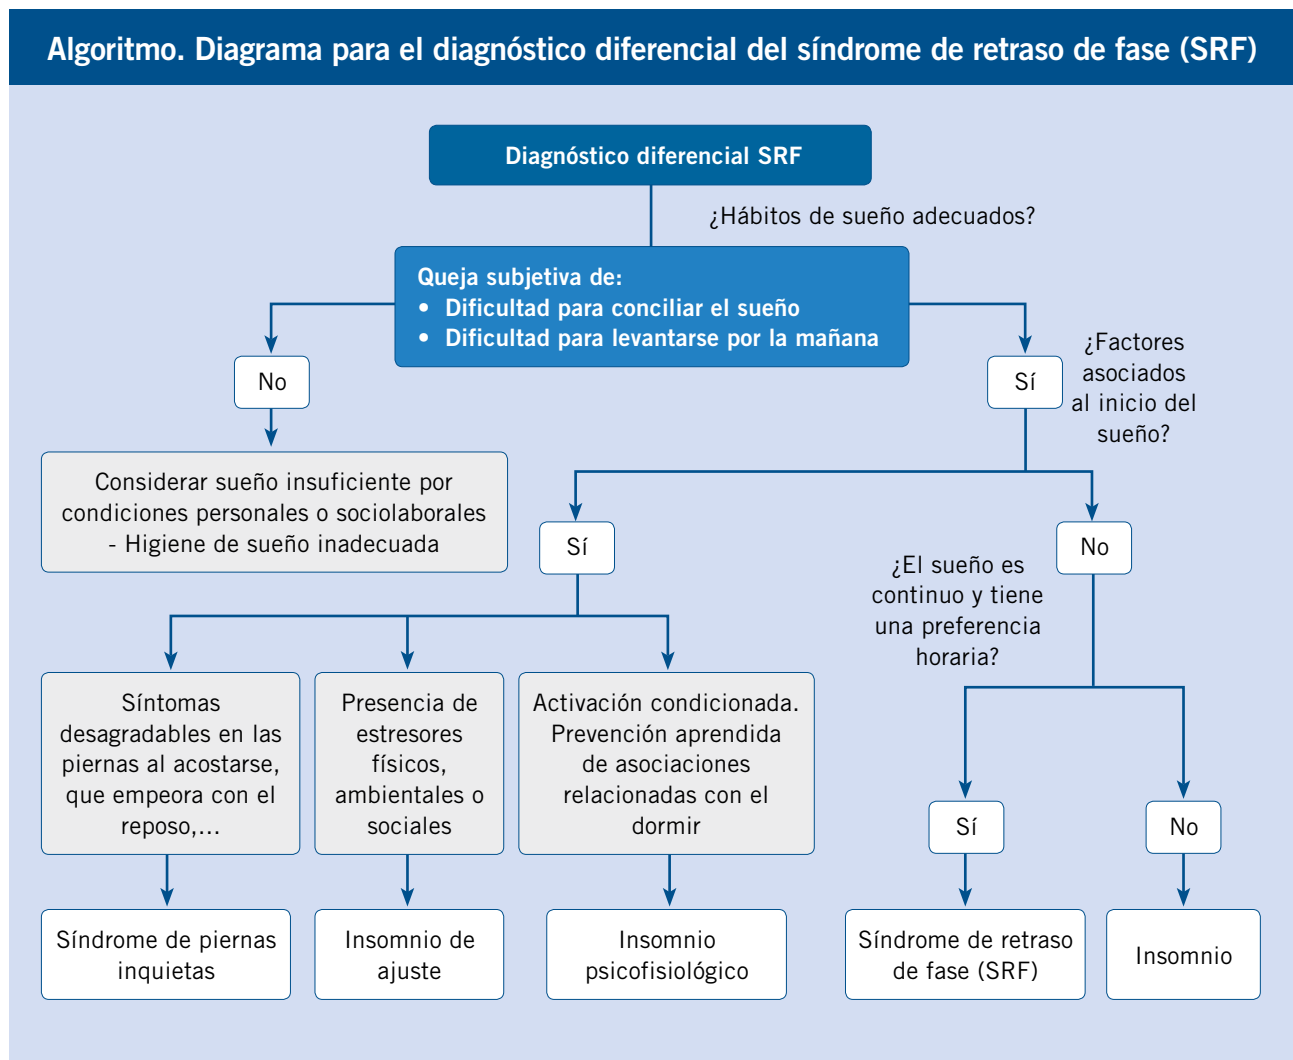 Algoritmo. Diagrama para el diagnóstico diferencial del síndrome de retraso de fase (SRF)
Diagnóstico diferencial SRF
¿Hábitos de sueño adecuados?
Queja subjetiva de:
• Dificultad para conciliar el sueño
• Dificultad para levantarse por la mañana
No
Sí
¿Factores
asociados
al inicio del
sueño?
Considerar sueño insuficiente por
condiciones personales o sociolaborales
- Higiene de sueño inadecuada
Sí
No
¿El sueño es
continuo y tiene
una preferencia
horaria?
Síntomas
desagradables en las
piernas al acostarse,
que empeora con el
reposo,...
Presencia de
estresores
físicos,
ambientales o
sociales
Activación condicionada.
Prevención aprendida
de asociaciones
relacionadas con el
dormir
Sí
No
Síndrome de piernas
inquietas
Insomnio de
ajuste
Insomnio
psicofisiológico
Síndrome de retraso
de fase (SRF)
Insomnio